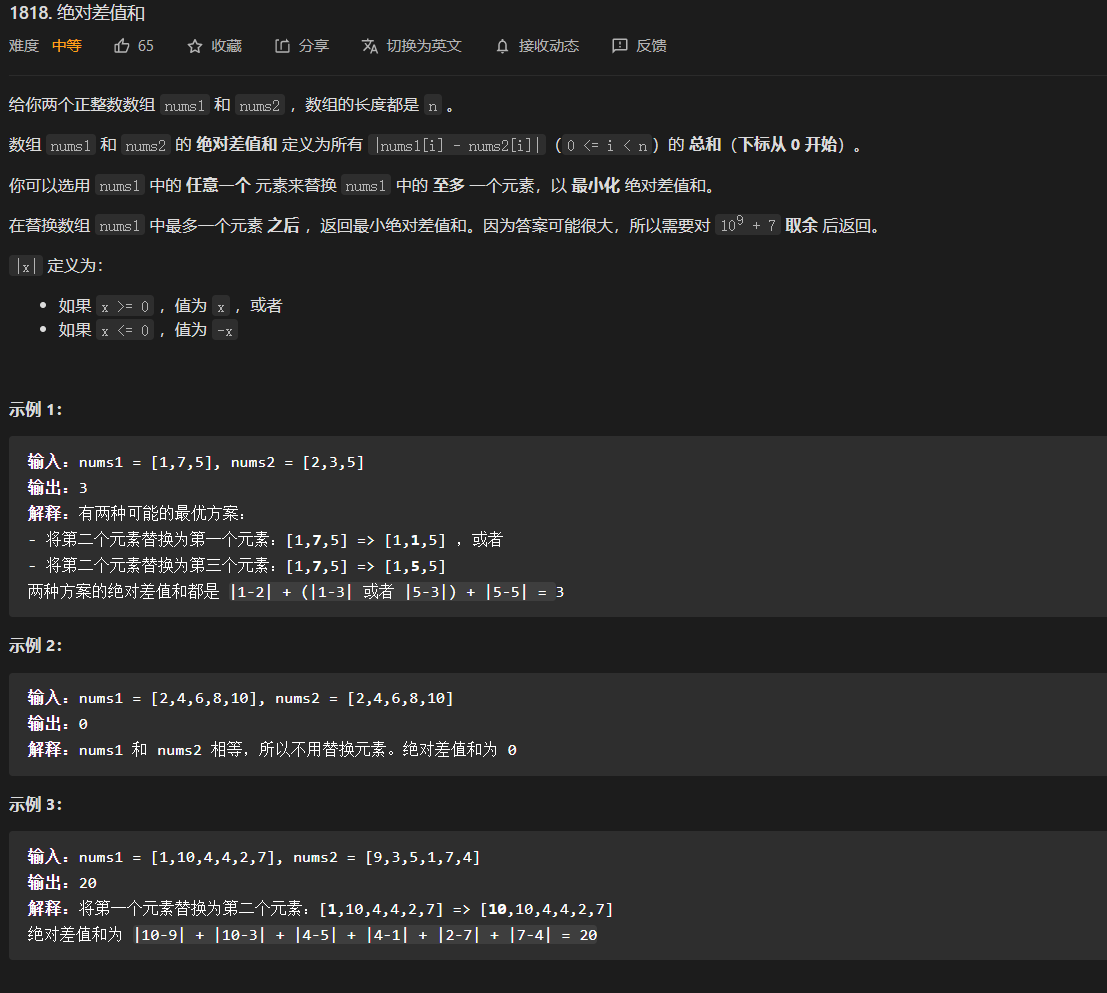 1818. 绝对差值和
难度 中等 65 收藏 分享 切换为英文 接收动态 反馈
给你两个正整数数组 nums1 和 nums2 ，数组的长度都是 n 。
数组 nums1 和 nums2 的 绝对差值和 定义为所有 |nums1[i] - nums2[i]|（0 <= i < n）的 总和（下标从 0 开始）。
你可以选用 nums1 中的 任意一个 元素来替换 nums1 中的 至多 一个元素，以 最小化 绝对差值和。
在替换数组 nums1 中最多一个元素 之后 ，返回最小绝对差值和。因为答案可能很大，所以需要对 10⁹ + 7 取余 后返回。
|x| 定义为：
• 如果 x >= 0 ，值为 x ，或者
• 如果 x <= 0 ，值为 -x
示例 1：
输入：nums1 = [1,7,5], nums2 = [2,3,5]
输出：3
解释：有两种可能的最优方案：
- 将第二个元素替换为第一个元素：[1,7,5] => [1,1,5] ，或者
- 将第二个元素替换为第三个元素：[1,7,5] => [1,5,5]
两种方案的绝对差值和都是 |1-2| + (|1-3| 或者 |5-3|) + |5-5| = 3
示例 2：
输入：nums1 = [2,4,6,8,10], nums2 = [2,4,6,8,10]
输出：0
解释：nums1 和 nums2 相等，所以不用替换元素。绝对差值和为 0
示例 3：
输入：nums1 = [1,10,4,4,2,7], nums2 = [9,3,5,1,7,4]
输出：20
解释：将第一个元素替换为第二个元素：[1,10,4,4,2,7] => [10,10,4,4,2,7]
绝对差值和为 |10-9| + |10-3| + |4-5| + |4-1| + |2-7| + |7-4| = 20